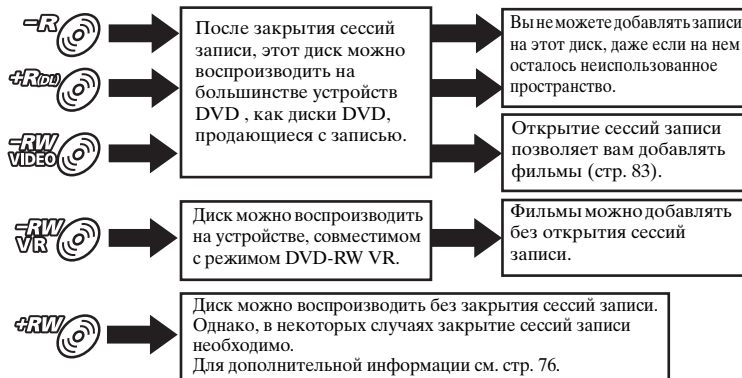 -R
После закрытия сессий
записи, этот диск можно
воспроизводить на
большинстве устройств
DVD , как диски DVD,
продающиеся с записью.
Вы не можете добавлять записи
на этот диск, даже если на нем
осталось неиспользованное
пространство.
+R(DL)
-RW
VIDEO
Открытие сессий записи
позволяет вам добавлять
фильмы (стр. 83).
-RW
VR
Диск можно воспроизводить
на устройстве, совместимом
с режимом DVD-RW VR.
Фильмы можно добавлять
без открытия сессий
записи.
+RW
Диск можно воспроизводить без закрытия сессий записи.
Однако, в некоторых случаях закрытие сессий записи
необходимо.
Для дополнительной информации см. стр. 76.